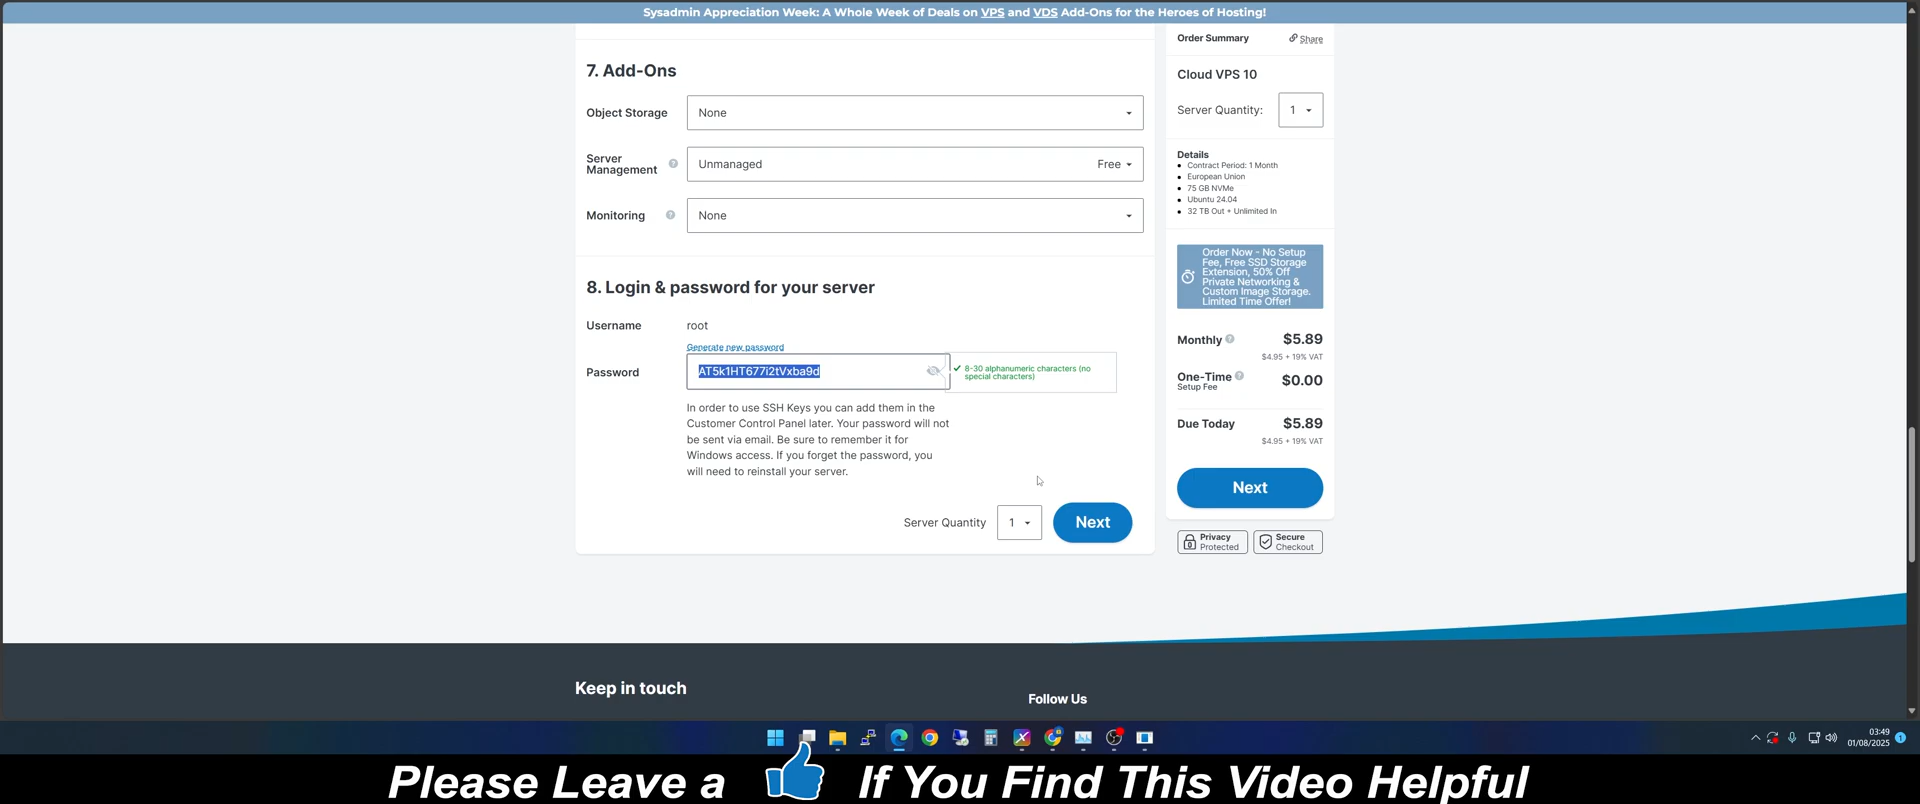 Sysadmin Appreciation Week: A Whole Week of Deals on VPS and VDS Add-Ons for the Heroes of Hosting!
7. Add-Ons
Object Storage
None
Server
Management
Unmanaged
Free
Monitoring
None
8. Login & password for your server
Username
root
Generate new password
Password
AT5k1HT677i2tVxba9d
8-30 alphanumeric characters (no
special characters)
In order to use SSH Keys you can add them in the
Customer Control Panel later. Your password will not
be sent via email. Be sure to remember it for
Windows access. If you forget the password, you
will need to reinstall your server.
Server Quantity
1
Next
Order Summary
Share
Cloud VPS 10
Server Quantity:
1
Details
Contract Period: 1 Month
European Union
75 GB NVMe
Ubuntu 24.04
32 TB Out + Unlimited In
Order Now - No Setup
Fee, Free SSD Storage
Extension, 50% Off
Private Networking &
Custom Image Storage.
Limited Time Offer!
Monthly
$5.89
$4.95 + 19% VAT
One-Time
Setup Fee
$0.00
Due Today
$5.89
$4.95 + 19% VAT
Next
Privacy
Protected
Secure
Checkout
Keep in touch
Follow Us
03:49
01/08/2025
1
Please Leave a If You Find This Video Helpful